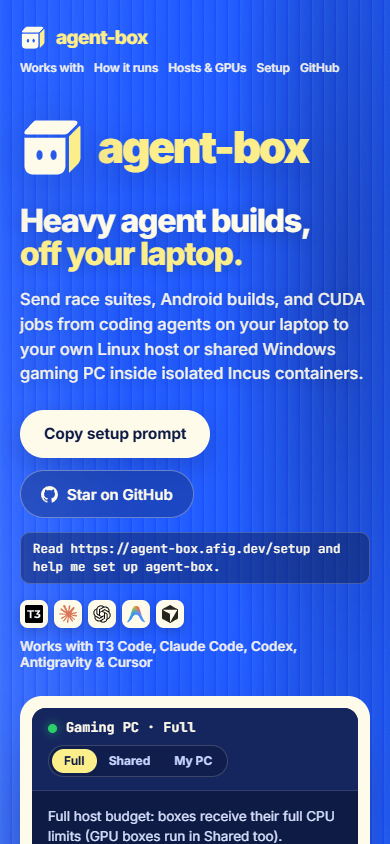 agent-box
Works with How it runs Hosts & GPUs Setup GitHub
agent-box
Heavy agent builds,
off your laptop.
Send race suites, Android builds, and CUDA
jobs from coding agents on your laptop to
your own Linux host or shared Windows
gaming PC inside isolated Incus containers.
Copy setup prompt
Star on GitHub
Read https://agent-box.afig.dev/setup and
help me set up agent-box.
T3
Works with T3 Code, Claude Code, Codex,
Antigravity & Cursor
Gaming PC · Full
Full Shared My PC
Full host budget: boxes receive their full CPU
limits (GPU boxes run in Shared too).